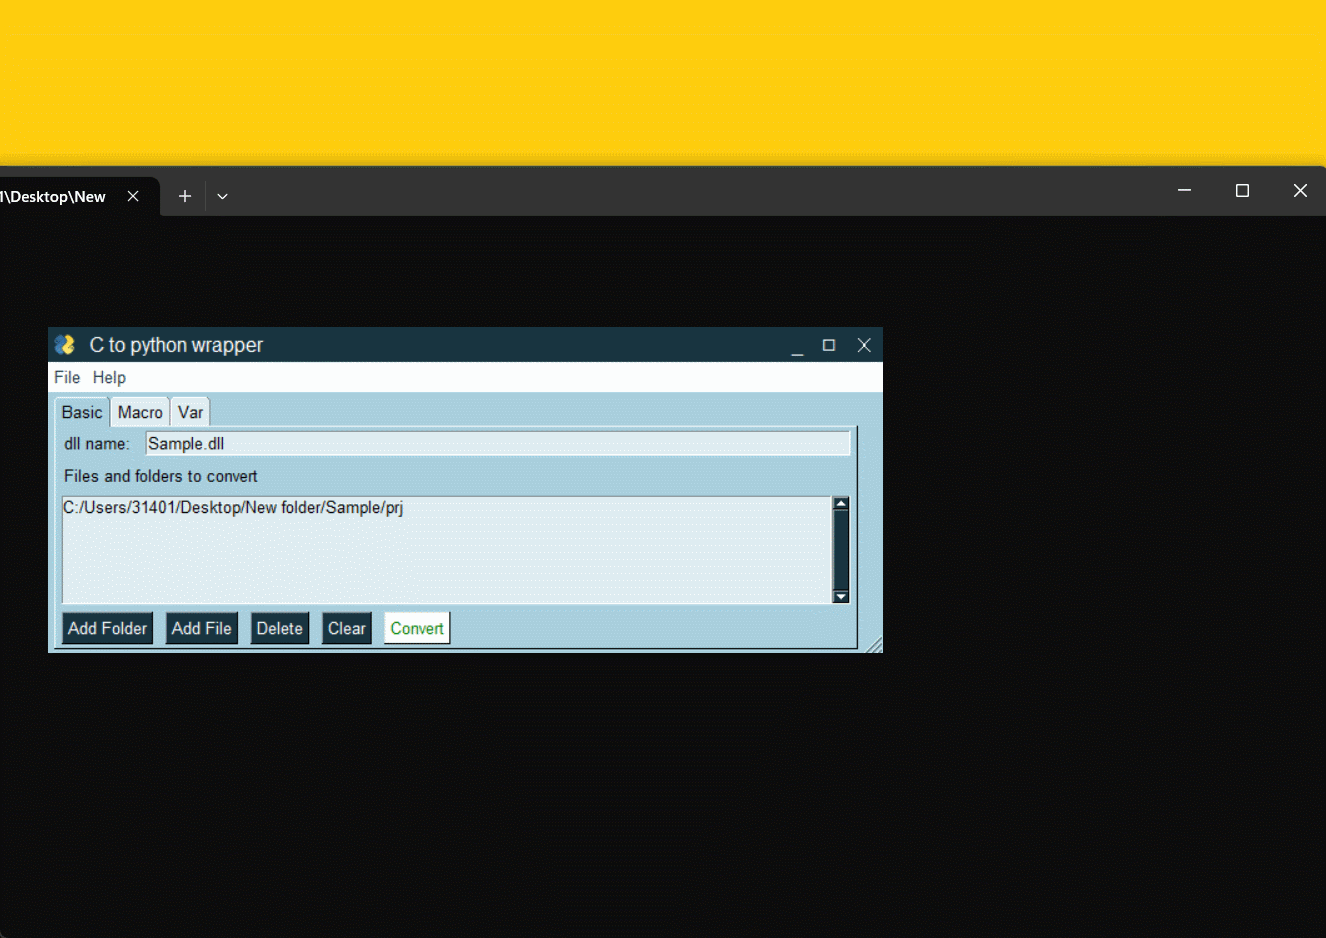 \Desktop\New
C to python wrapper
File Help
Basic Macro Var
dll name: Sample.dll
Files and folders to convert
C:/Users/31401/Desktop/New folder/Sample/prj
Add Folder Add File Delete Clear Convert